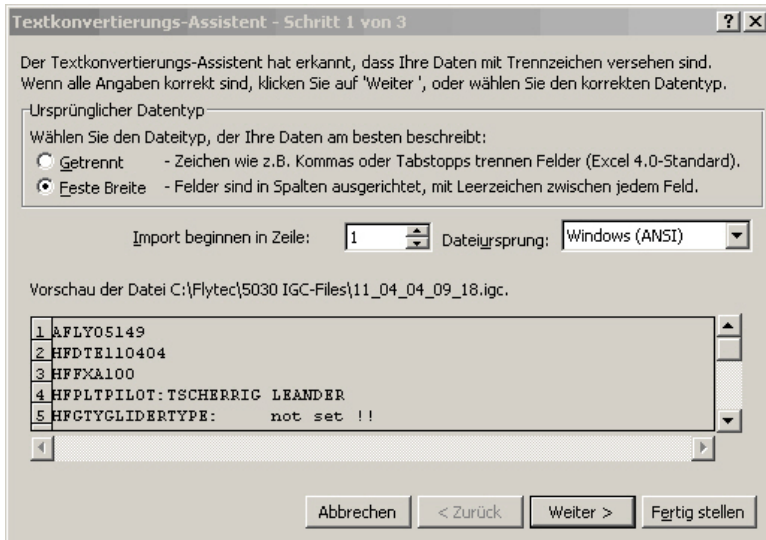 Textkonvertierungs-Assistent - Schritt 1 von 3
Der Textkonvertierungs-Assistent hat erkannt, dass Ihre Daten mit Trennzeichen versehen sind.
Wenn alle Angaben korrekt sind, klicken Sie auf 'Weiter ', oder wählen Sie den korrekten Datentyp.
Ursprünglicher Datentyp
Wählen Sie den Dateityp, der Ihre Daten am besten beschreibt:
Getrennt - Zeichen wie z.B. Kommas oder Tabstopps trennen Felder (Excel 4.0-Standard).
Feste Breite - Felder sind in Spalten ausgerichtet, mit Leerzeichen zwischen jedem Feld.
Import beginnen in Zeile: 1 Dateiursprung: Windows (ANSI)
Vorschau der Datei C:\Flytec\5030 IGC-Files\11_04_04_09_18.igc.
1 AFLY05149
2 HFDTE110404
3 HFFXA100
4 HFPLTPILOT:TSCHERRIG LEANDER
5 HFGTYGLIDERTYPE: not set !!
Abbrechen < Zurück Weiter > Fertig stellen